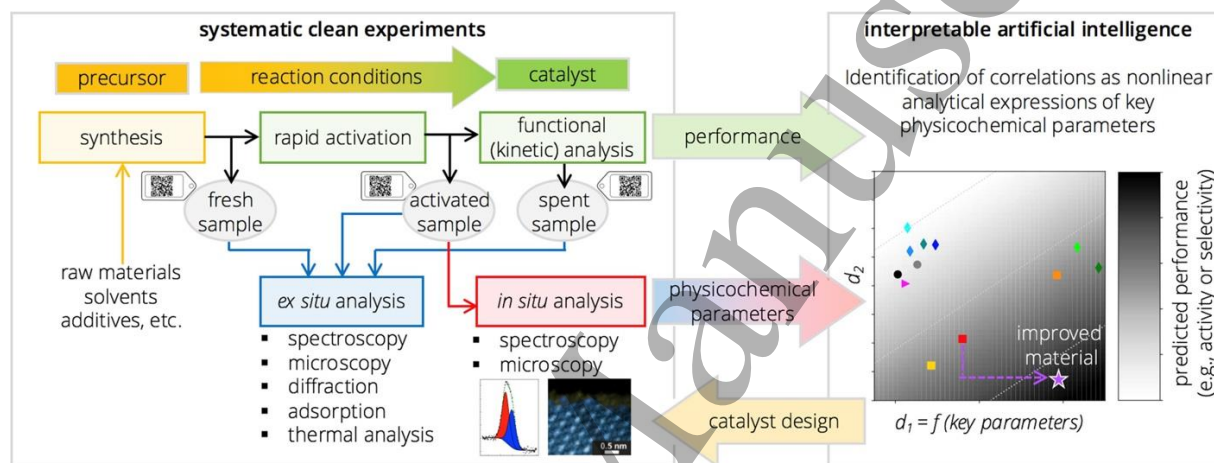 systematic clean experiments
precursor
reaction conditions
catalyst
synthesis
rapid activation
functional
(kinetic) analysis
fresh
sample
activated
sample
spent
sample
raw materials
solvents
additives, etc.
ex situ analysis
in situ analysis
▪ spectroscopy
▪ microscopy
▪ diffraction
▪ adsorption
▪ thermal analysis
▪ spectroscopy
▪ microscopy
0.5 nm
performance
physicochemical
parameters
catalyst design
interpretable artificial intelligence
Identification of correlations as nonlinear
analytical expressions of key
physicochemical parameters
d₂
improved
material
d₁ = f (key parameters)
predicted performance
(e.g., activity or selectivity)